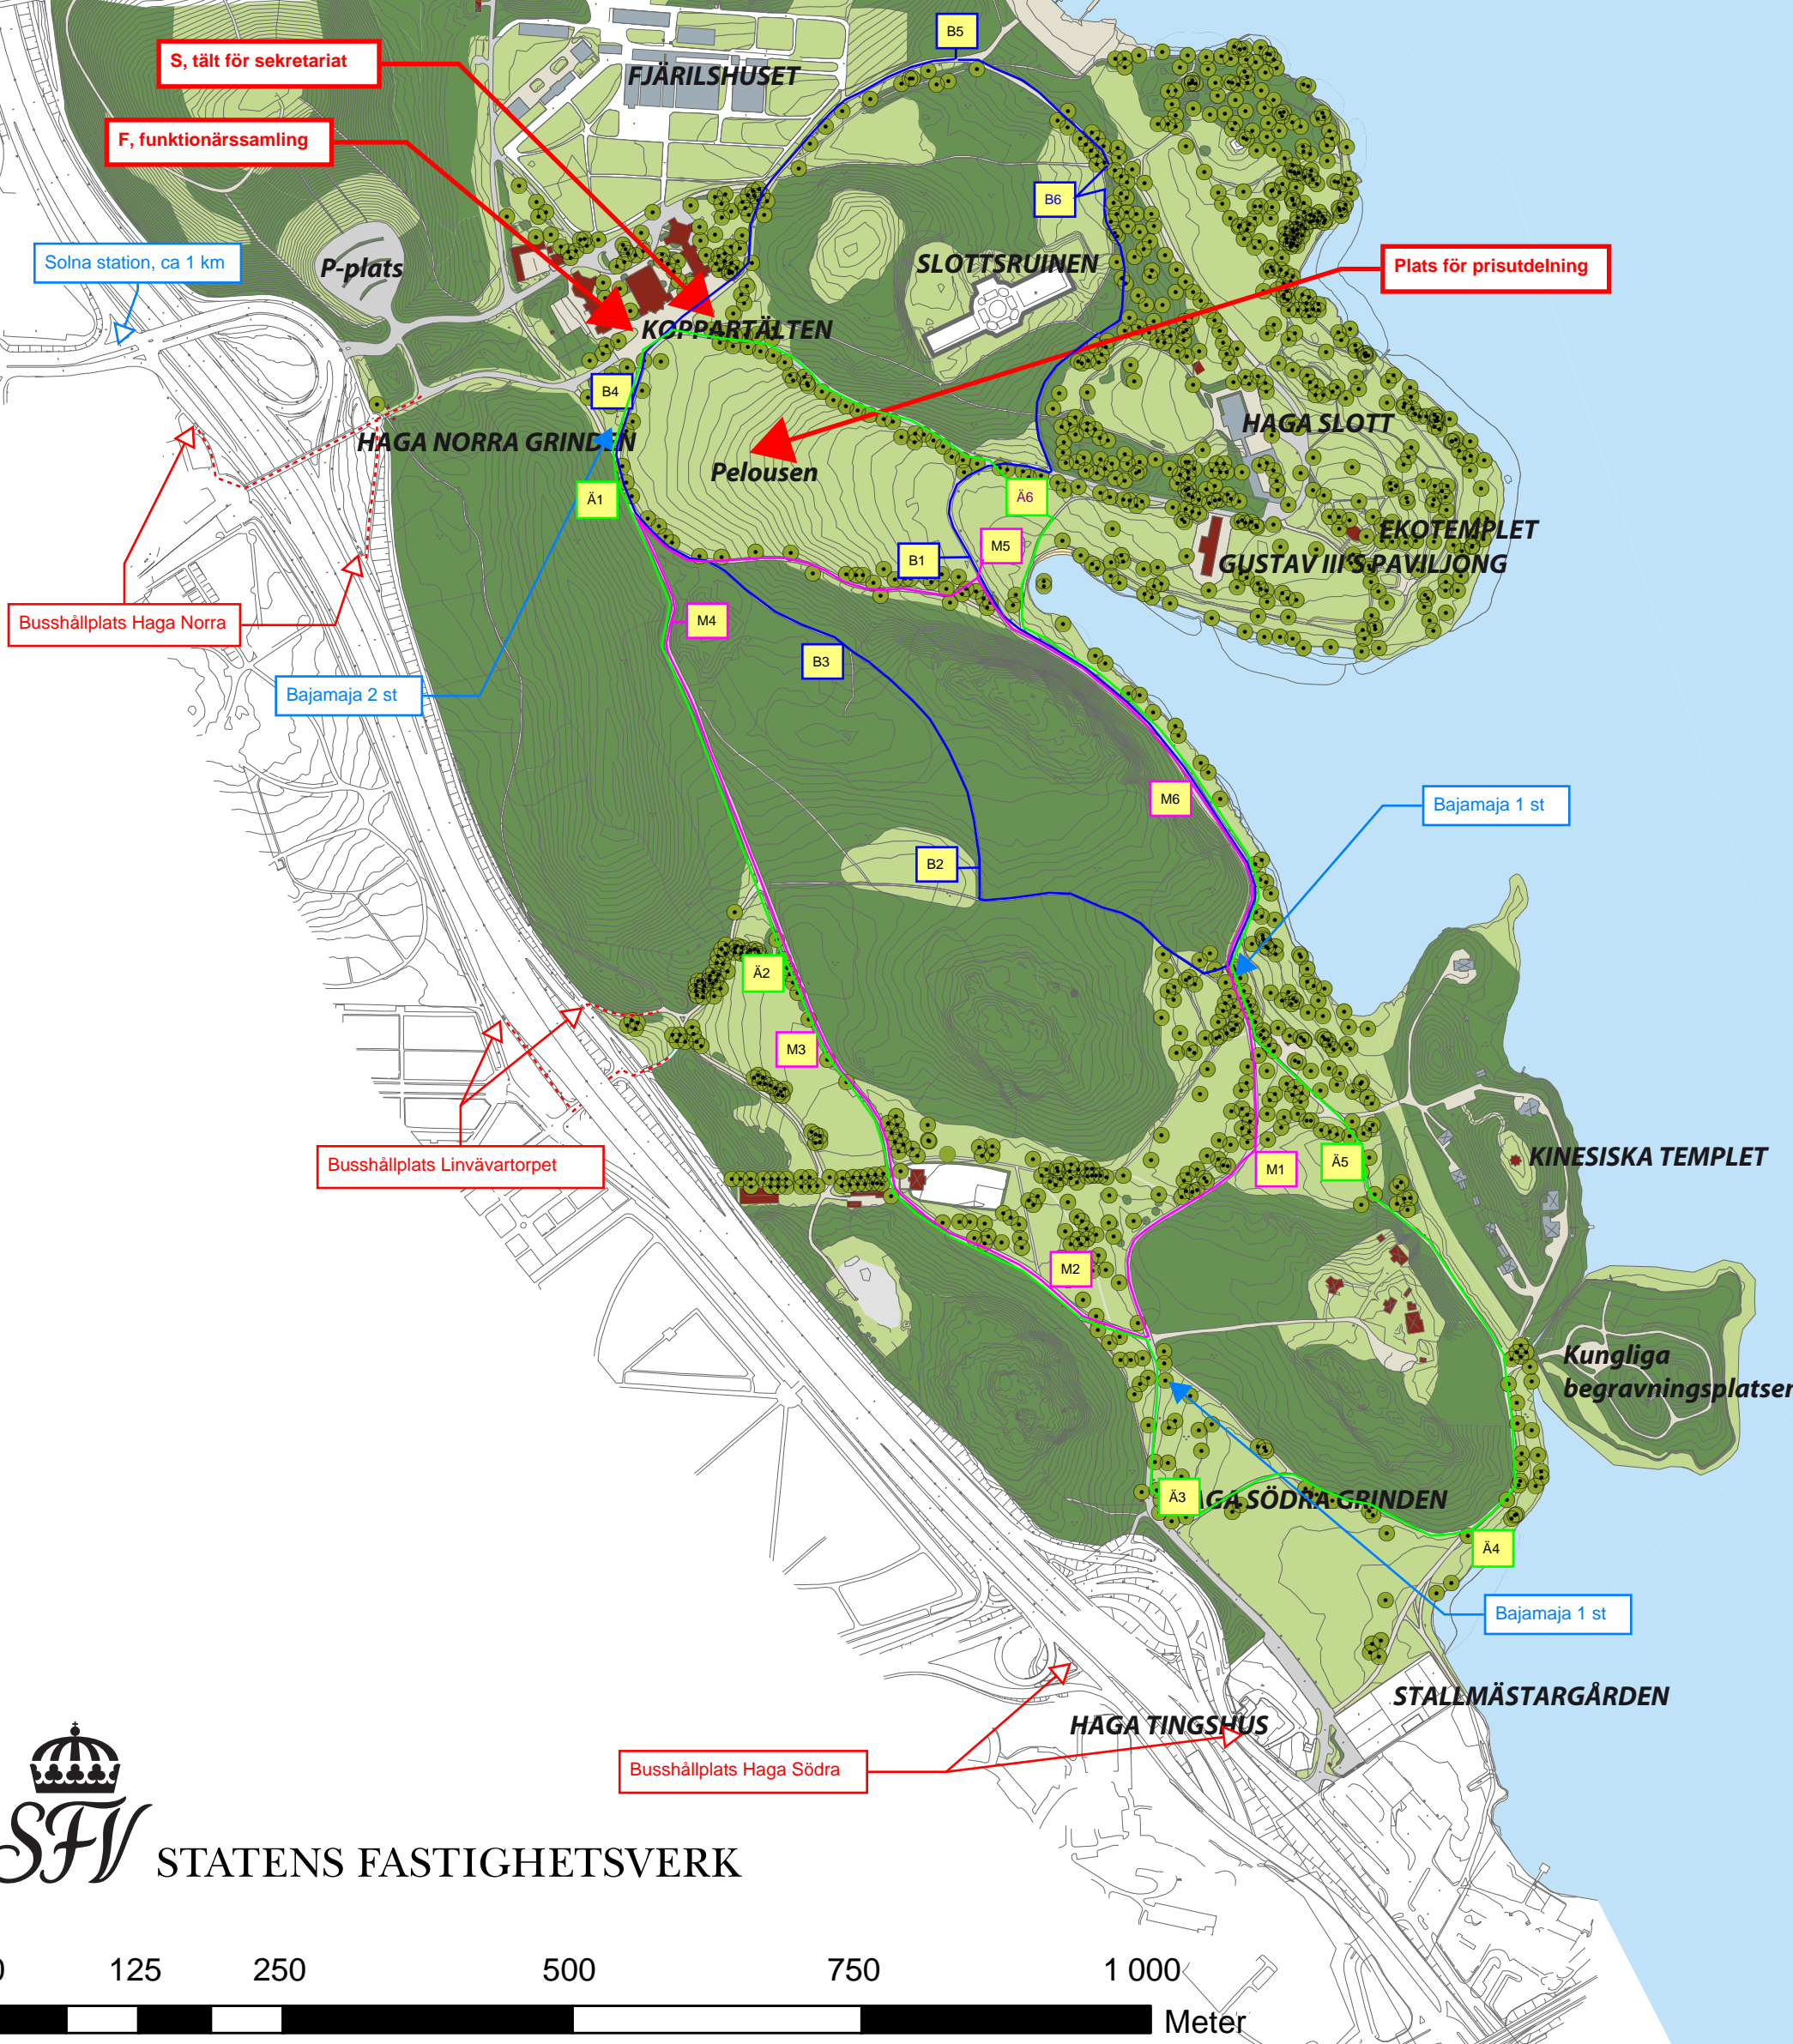 B5
S, tält för sekretariat
FJÄRILSHUSET
F, funktionärssamling
B6
Solna station, ca 1 km
P-plats
SLOTTSRUINEN
Plats för prisutdelning
KOPPARTÄLTEN
B4
HAGA SLOTT
HAGA NORRA GRINDEN
Pelousen
Ä1
Ä6
EKOTEMPLET
M5
B1
GUSTAV III'S PAVILJONG
Busshållplats Haga Norra
M4
B3
Bajamaja 2 st
M6
Bajamaja 1 st
B2
Ä2
M3
Busshållplats Linvävartorpet
KINESISKA TEMPLET
Ä5
M1
M2
Kungliga
begravningsplatsen
Ä3
AGA SÖDRA GRINDEN
Ä4
Bajamaja 1 st
STALLMÄSTARGÅRDEN
HAGA TINGSHUS
Busshållplats Haga Södra
SFV
STATENS FASTIGHETSVERK
0 125 250 500 750 1 000
Meter